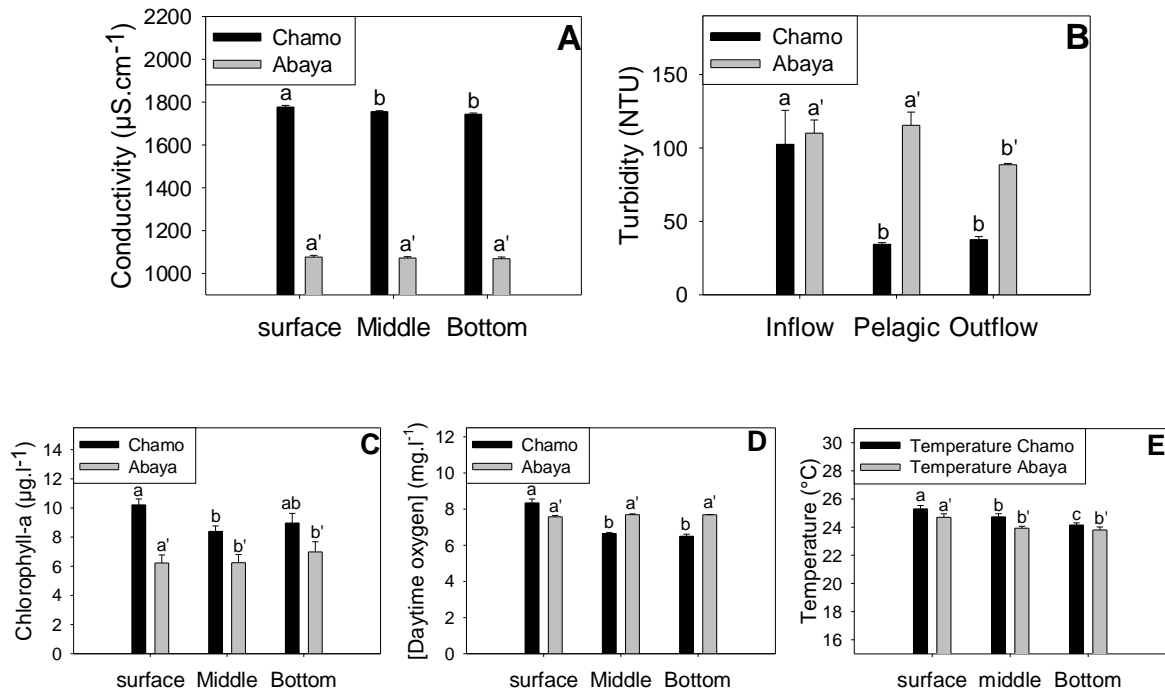 A
Chamo
Abaya
Conductivity (µS.cm-1)
2200
2000
1800
1600
1400
1200
1000
a
b
b
a'
a'
a'
surface Middle Bottom
B
Chamo
Abaya
Turbidity (NTU)
150
100
50
0
a
a'
a'
b'
b
b
Inflow Pelagic Outflow
C
Chamo
Abaya
Chlorophyll-a (µg.l-1)
14
12
10
8
6
4
2
0
a
b
ab
a'
b'
b'
surface Middle Bottom
D
Chamo
Abaya
[Daytime oxygen] (mg.l-1)
12
10
8
6
4
2
0
a
a'
b
a'
b
a'
surface Middle Bottom
E
Temperature Chamo
Temperature Abaya
Temperature (°C)
30
28
26
24
22
20
18
16
a
a'
b
b'
c
b'
surface middle Bottom